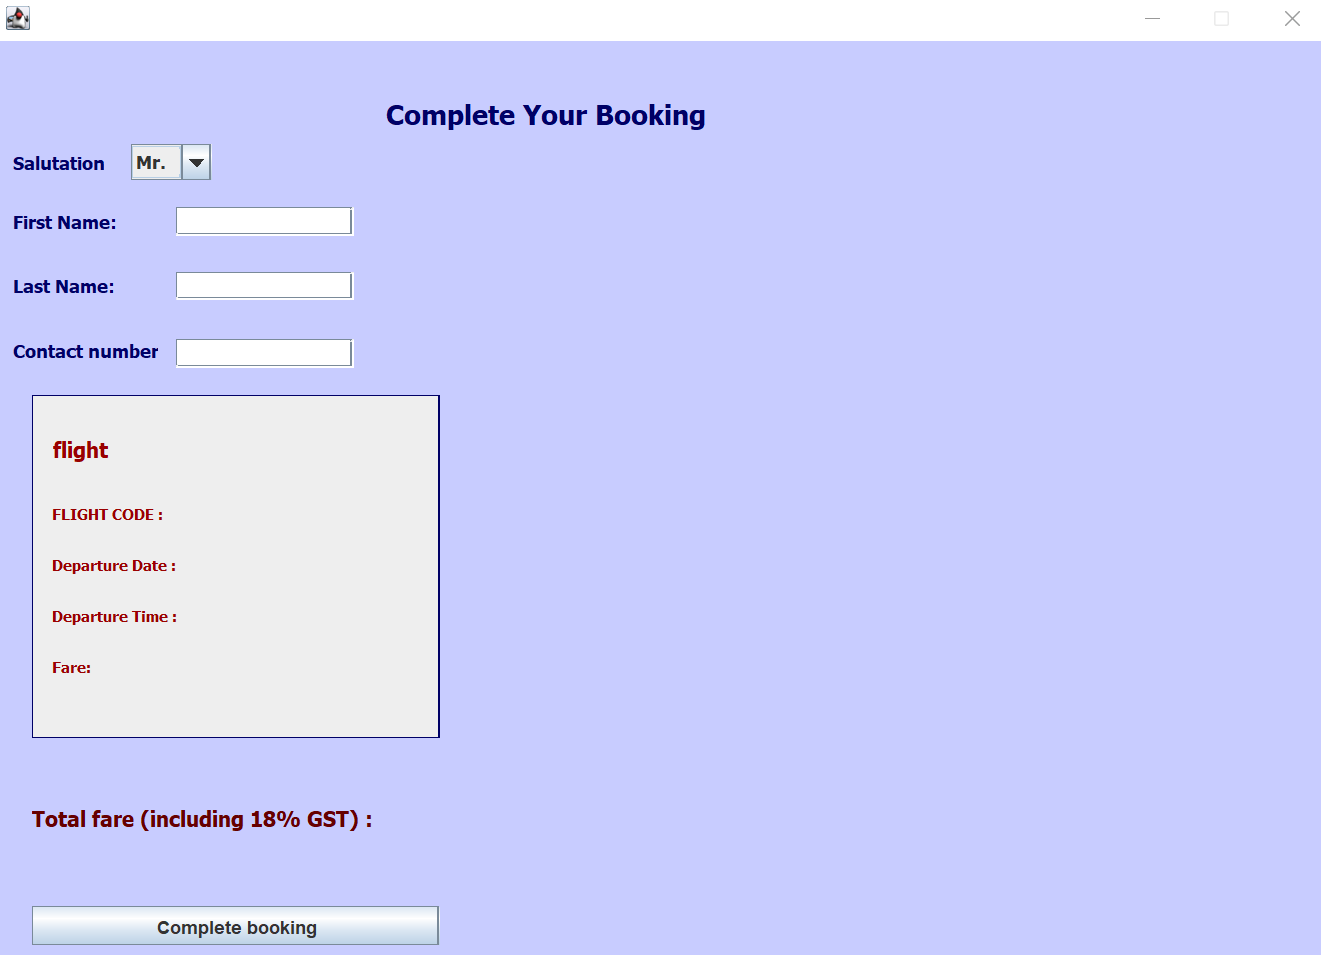 Complete Your Booking
Salutation Mr.
First Name:
Last Name:
Contact number
flight
FLIGHT CODE :
Departure Date :
Departure Time :
Fare:
Total fare (including 18% GST) :
Complete booking